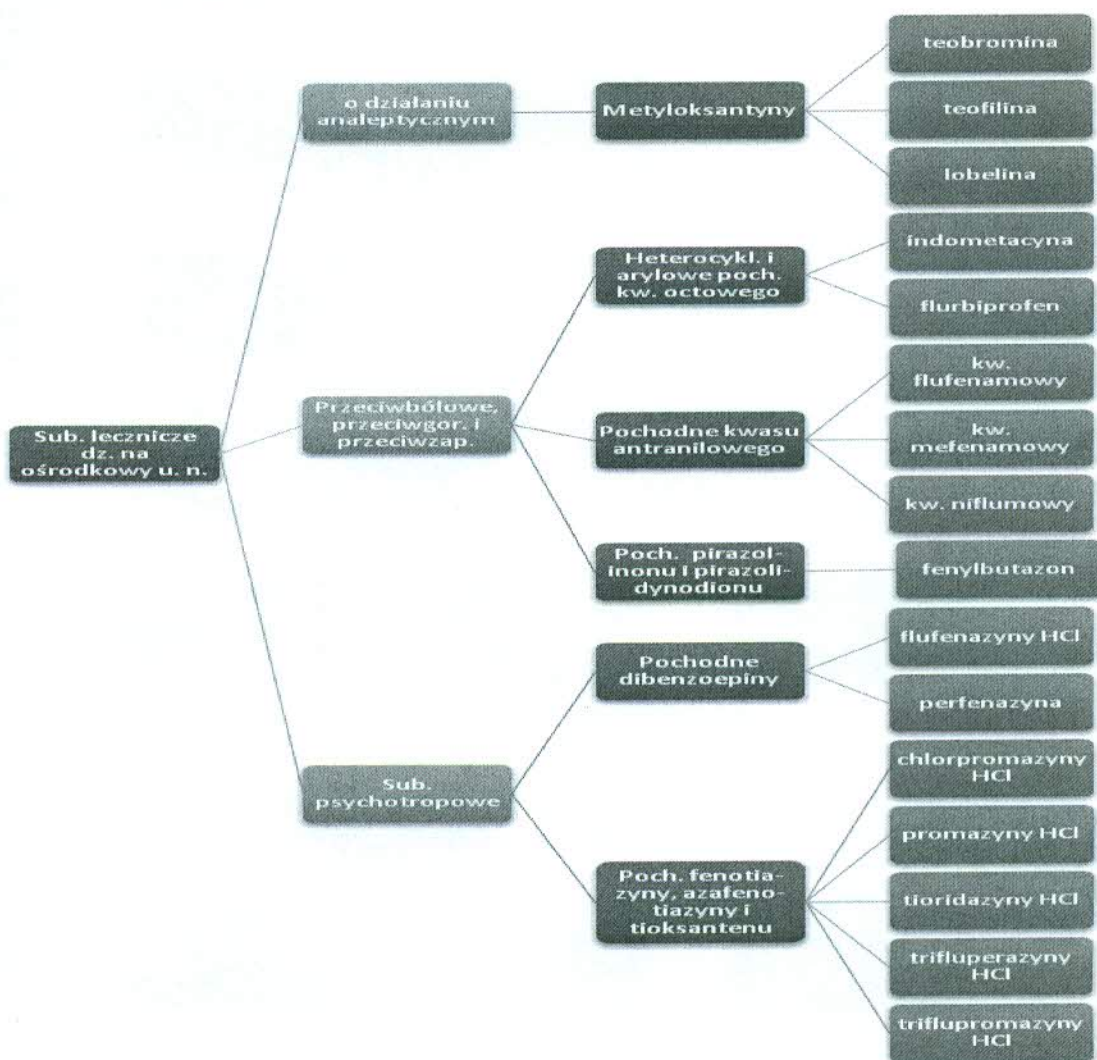 Sub. lecznicze
dz. na
ośrodkowy u. n.
o działaniu
analeptycznym
Metyloksantyny
teobromina
teofilina
lobelina
Przeciwbólowe,
przeciwgor. i
przeciwzap.
Heterocykl. i
arylowe poch.
kw. octowego
indometacyna
flurbiprofen
Pochodne kwasu
antranilowego
kw.
flufenamowy
kw.
mefenamowy
kw. niflumowy
Poch. pirazol-
inonu i pirazoli-
dynodionu
fenylbutazon
Sub.
psychotropowe
Pochodne
dibenzoepiny
flufenazyny HCl
perfenazyna
Poch. fenotia-
zyny, azafeno-
tiazyny i
tioksantenu
chlorpromazyny
HCl
promazyny HCl
tioridazyny HCl
trifluperazyny
HCl
triflupromazyny
HCl